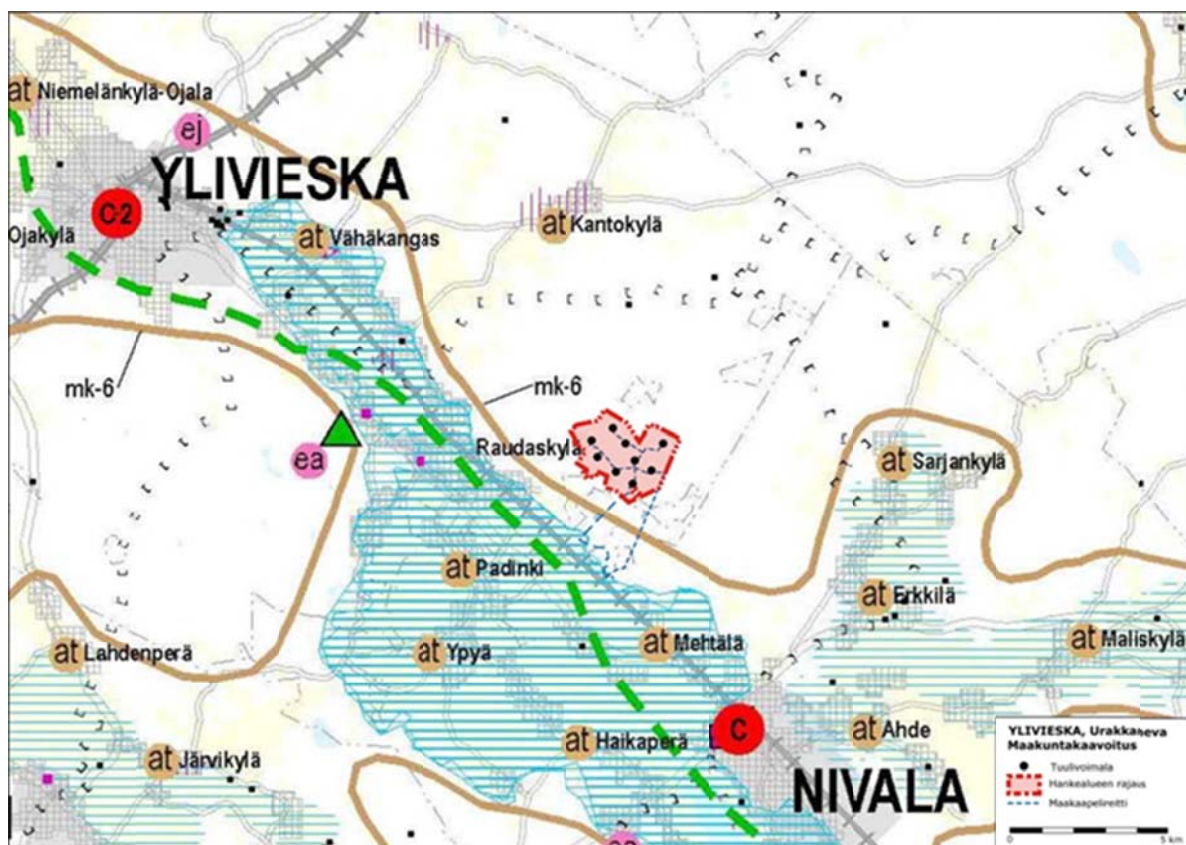 at Niemelänkylä-Ojala
ej
YLIVIESKA
C-2
Ojakylä
at Vähäkangas
at Kantokylä
mk-6
mk-6
Raudaskylä
ea
at Sarjankylä
at Padinki
at Erkkilä
at Lahdenperä
at Ypyä
at Mehtälä
at Maliskylä
C
at Haikaperä
at Ahde
at Järvikylä
NIVALA
YLIVIESKA, Urakkaneva
Maakuntakaavoitus
Tuulivoimala
Hankealueen rajaus
Maakaapelireitti
0 5 km